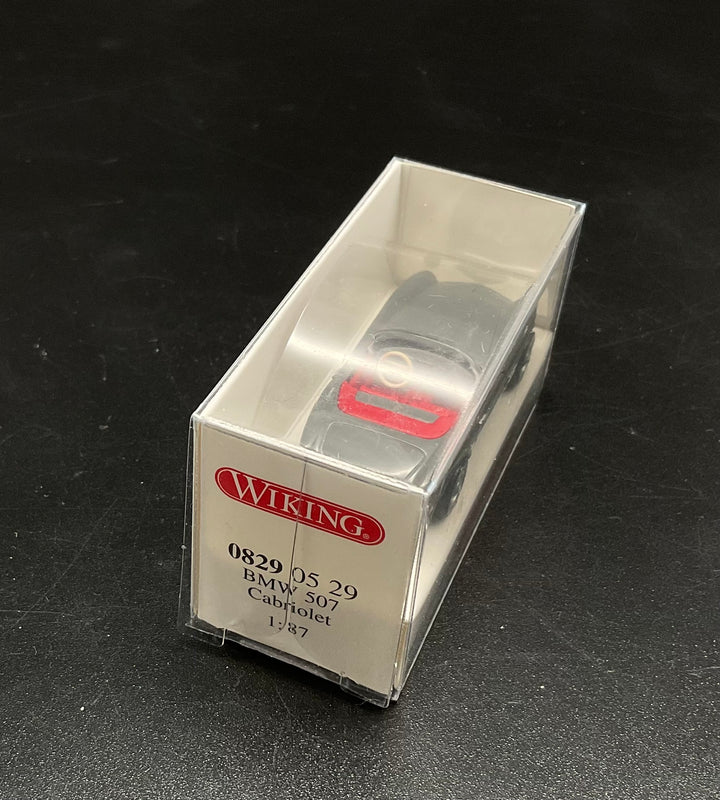 WIKING®
0829 05 29
BMW 507
Cabriolet
1:87